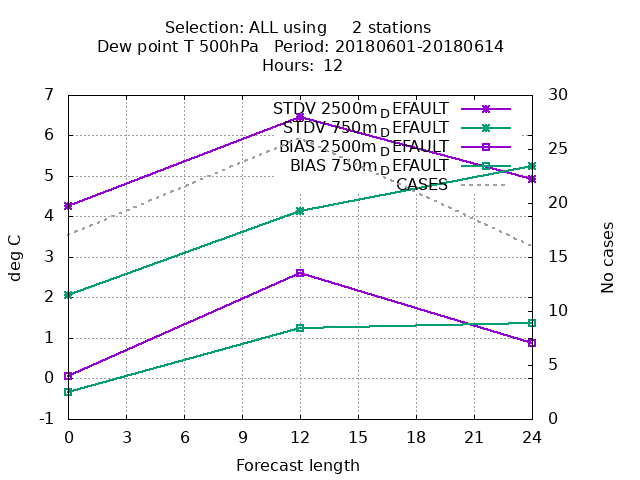 Selection: ALL using     2 stations
Dew point T 500hPa   Period: 20180601-20180614
Hours: 12
STDV 2500m_DEFAULT
STDV 750m_DEFAULT
BIAS 2500m_DEFAULT
BIAS 750m_DEFAULT
CASES
7
6
5
4
3
2
1
0
-1
deg C
30
25
20
15
10
5
0
No cases
0 3 6 9 12 15 18 21 24
Forecast length